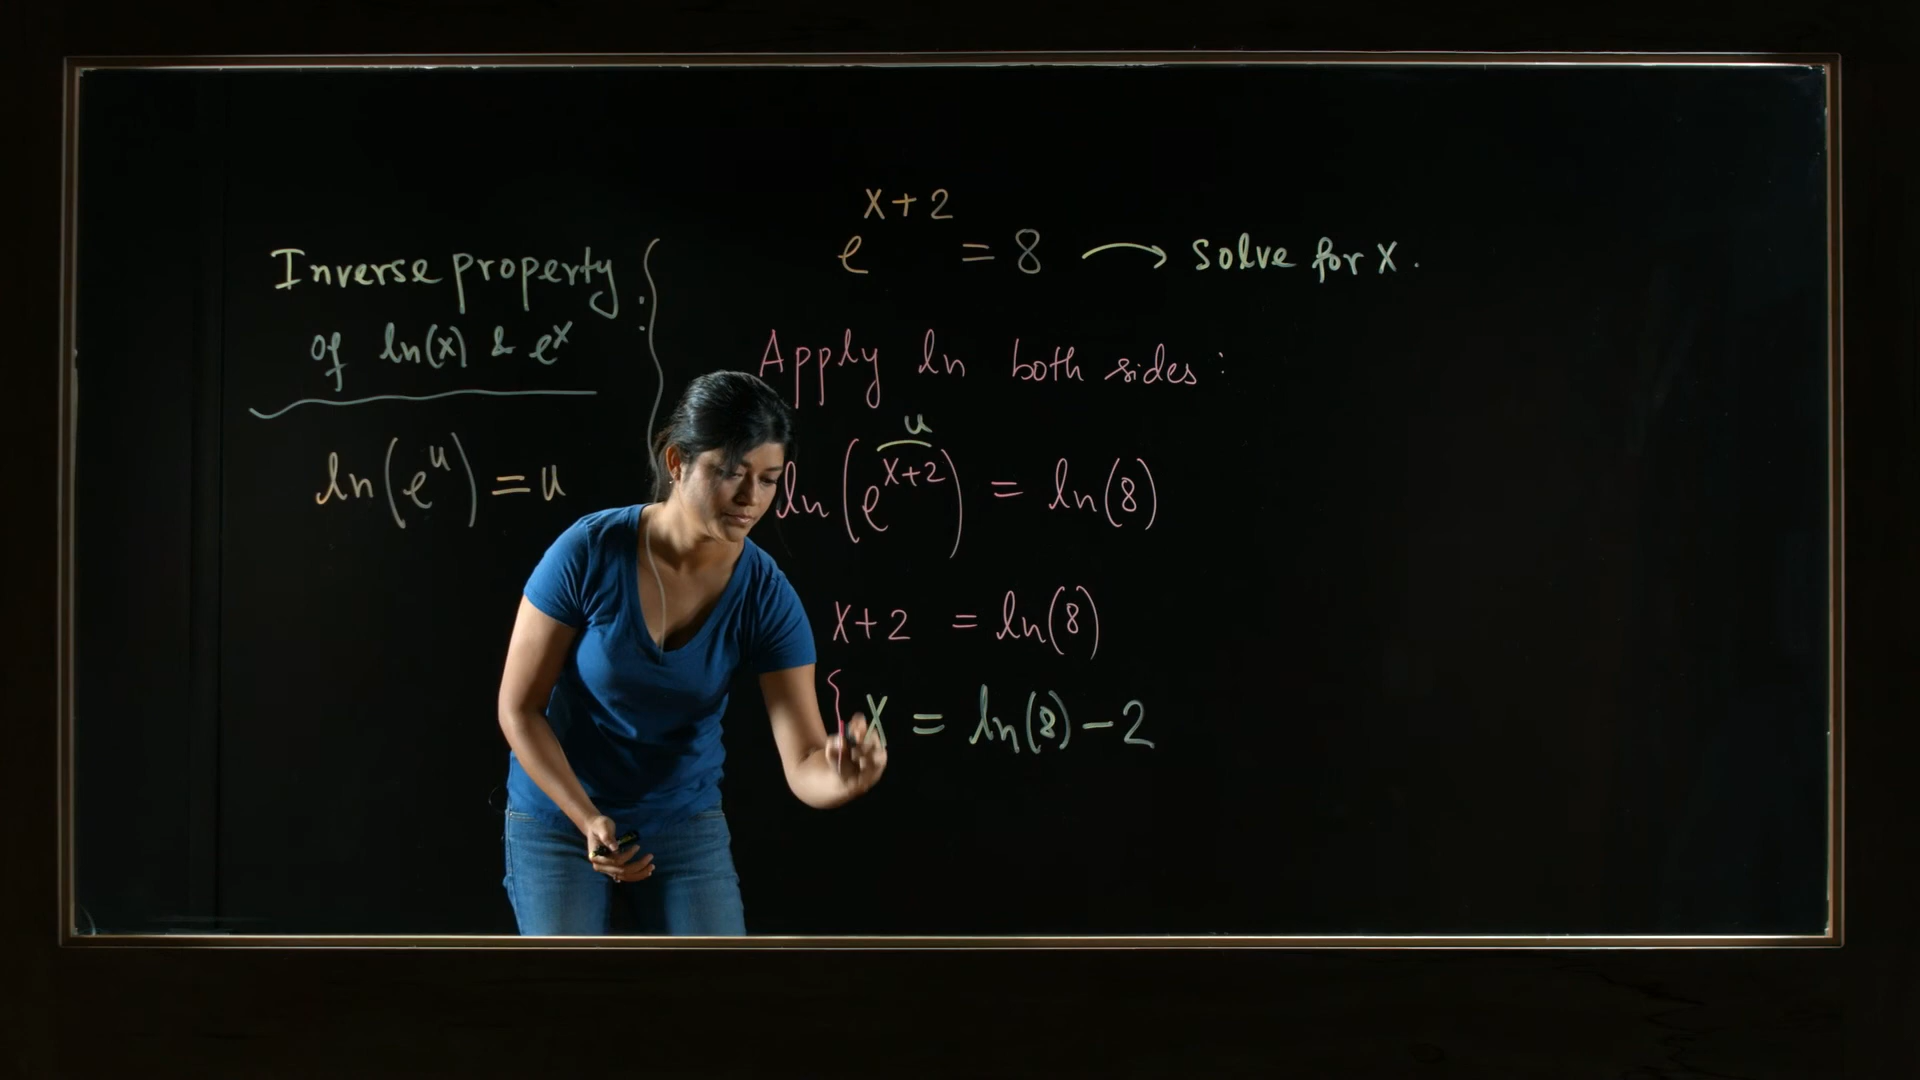 Inverse property :
of ln(x) & e^x
ln(e^u) = u
e^{x+2} = 8 → Solve for x.
Apply ln both sides :
u
ln(e^{x+2}) = ln(8)
x+2 = ln(8)
x = ln(8) - 2